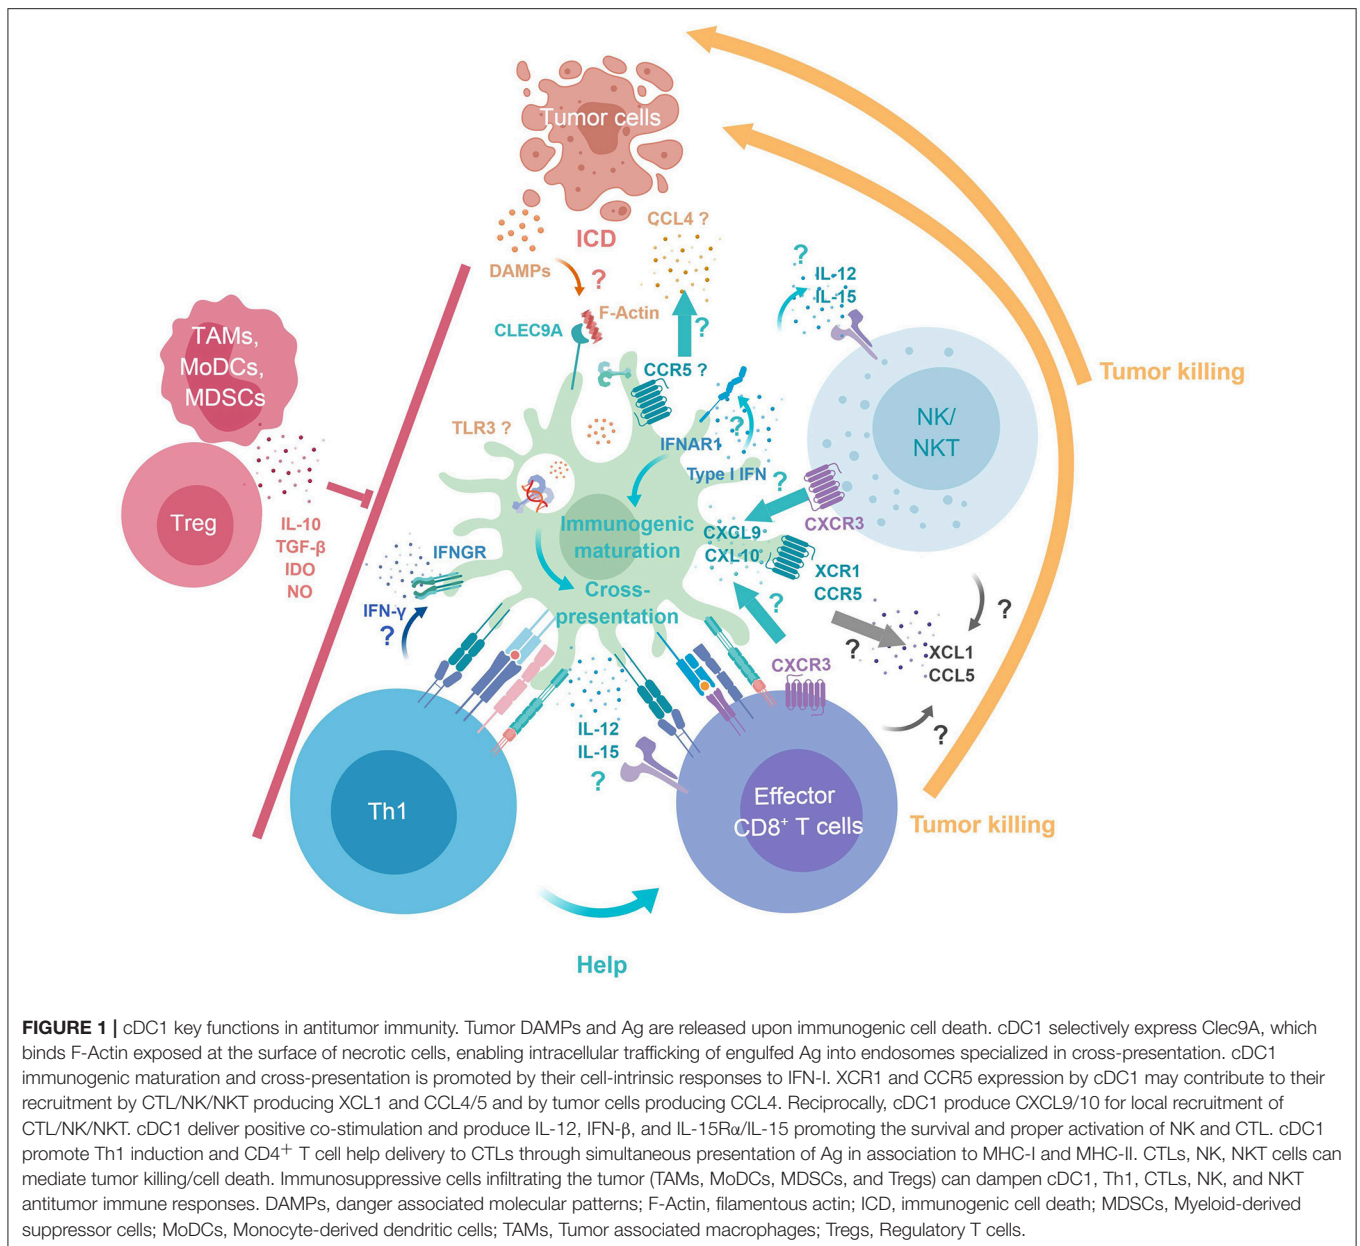 Tumor cells
CCL4 ?
ICD
DAMPs
?
F-Actin
CLEC9A
?
?
IL-12
IL-15
TAMs,
MoDCs,
MDSCs
CCR5 ?
Tumor killing
TLR3 ?
IFNAR1
?
Type I IFN
NK/
NKT
?
CXCR3
Treg
IL-10
TGF-β
IDO
NO
Immunogenic
maturation
CXCL9
CXL10
IFNGR
XCR1
CCR5
Cross-
presentation
IFN-γ
?
?
?
?
XCL1
CCL5
CXCR3
?
IL-12
IL-15
?
Th1
Effector
CD8⁺ T cells
Tumor killing
Help
FIGURE 1 | cDC1 key functions in antitumor immunity. Tumor DAMPs and Ag are released upon immunogenic cell death. cDC1 selectively express Clec9A, which
binds F-Actin exposed at the surface of necrotic cells, enabling intracellular trafficking of engulfed Ag into endosomes specialized in cross-presentation. cDC1
immunogenic maturation and cross-presentation is promoted by their cell-intrinsic responses to IFN-I. XCR1 and CCR5 expression by cDC1 may contribute to their
recruitment by CTL/NK/NKT producing XCL1 and CCL4/5 and by tumor cells producing CCL4. Reciprocally, cDC1 produce CXCL9/10 for local recruitment of
CTL/NK/NKT. cDC1 deliver positive co-stimulation and produce IL-12, IFN-β, and IL-15Rα/IL-15 promoting the survival and proper activation of NK and CTL. cDC1
promote Th1 induction and CD4⁺ T cell help delivery to CTLs through simultaneous presentation of Ag in association to MHC-I and MHC-II. CTLs, NK, NKT cells can
mediate tumor killing/cell death. Immunosuppressive cells infiltrating the tumor (TAMs, MoDCs, MDSCs, and Tregs) can dampen cDC1, Th1, CTLs, NK, and NKT
antitumor immune responses. DAMPs, danger associated molecular patterns; F-Actin, filamentous actin; ICD, immunogenic cell death; MDSCs, Myeloid-derived
suppressor cells; MoDCs, Monocyte-derived dendritic cells; TAMs, Tumor associated macrophages; Tregs, Regulatory T cells.